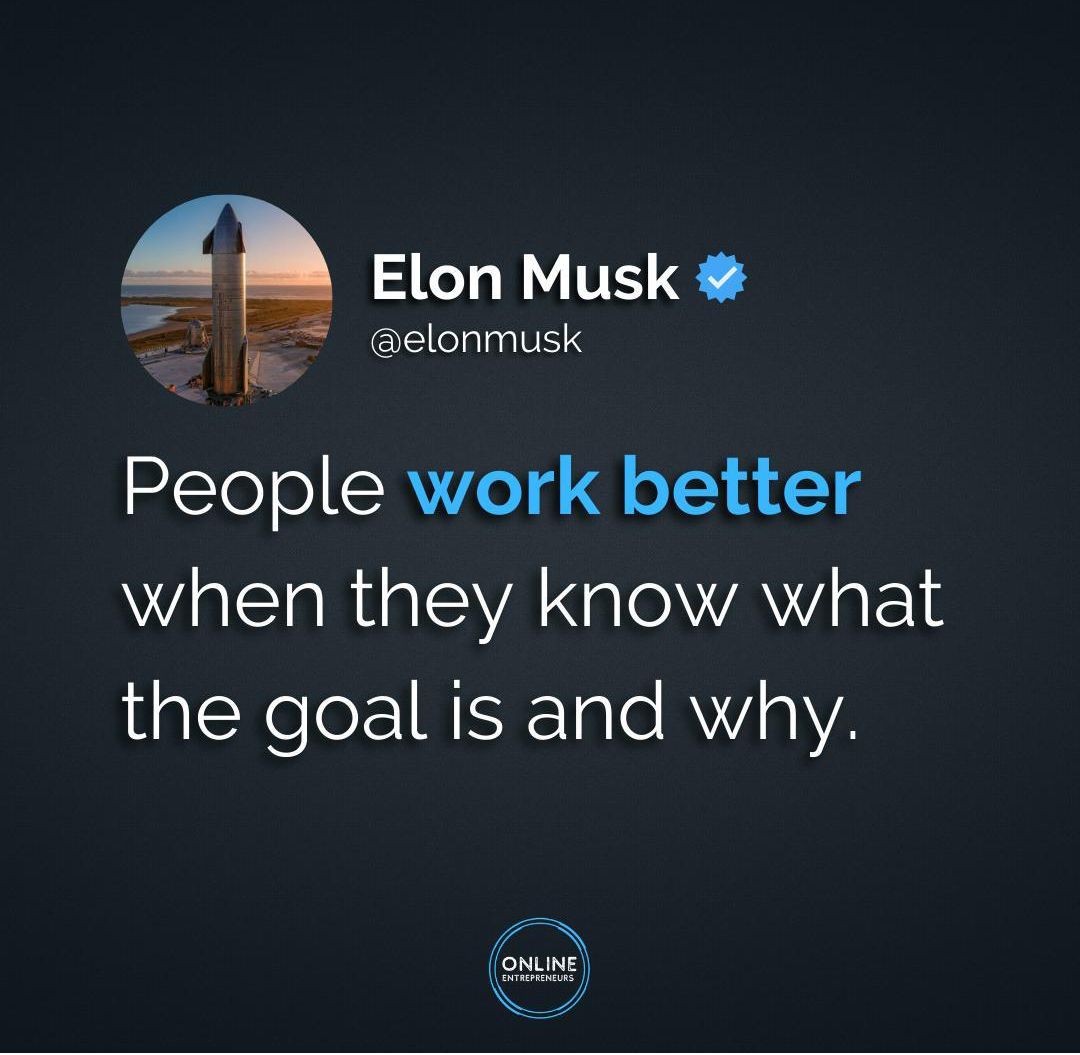 Elon Musk
@elonmusk
People work better
when they know what
the goal is and why.
ONLINE
ENTREPRENEURS